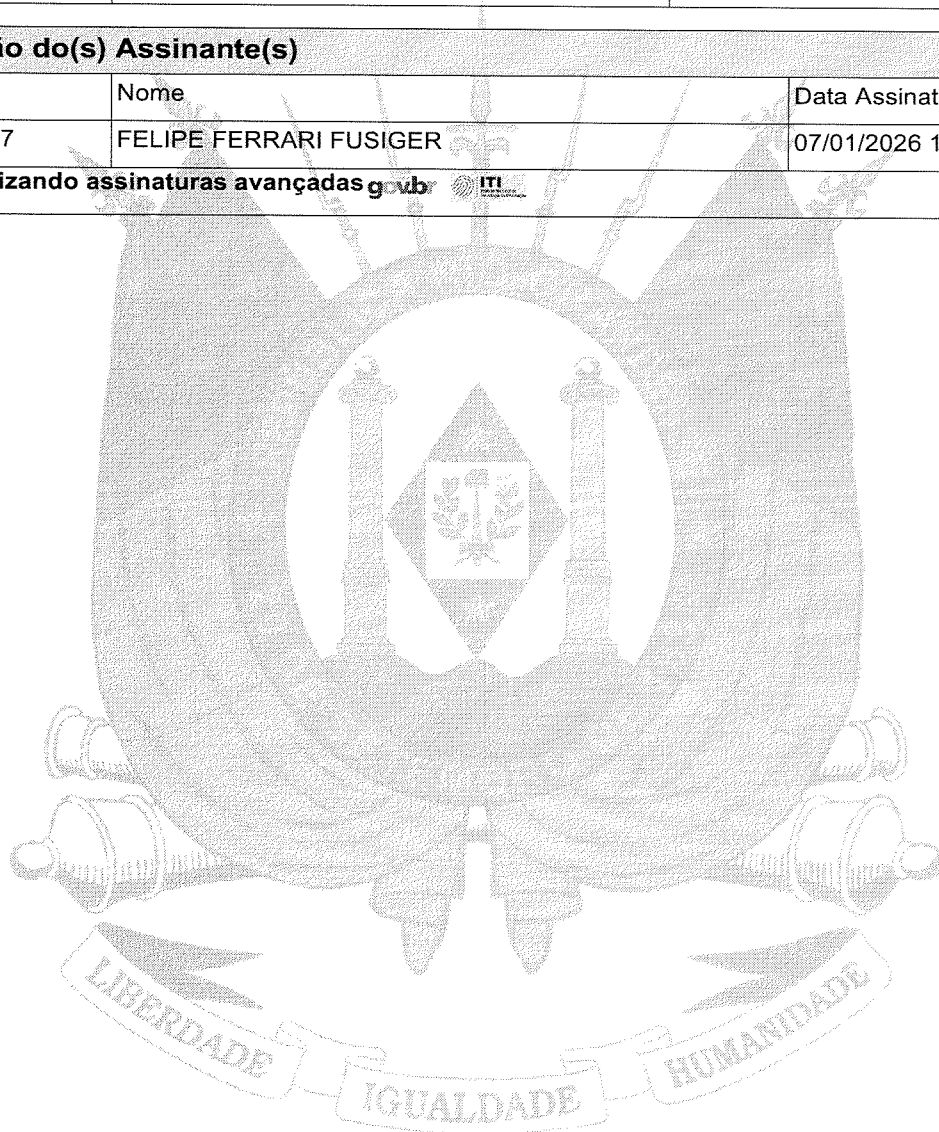 ão do(s) Assinante(s)
Nome Data Assinat
7 FELIPE FERRARI FUSIGER 07/01/2026 1
izando assinaturas avançadas gov.br ITI
LIBERDADE IGUALDADE HUMANIDADE